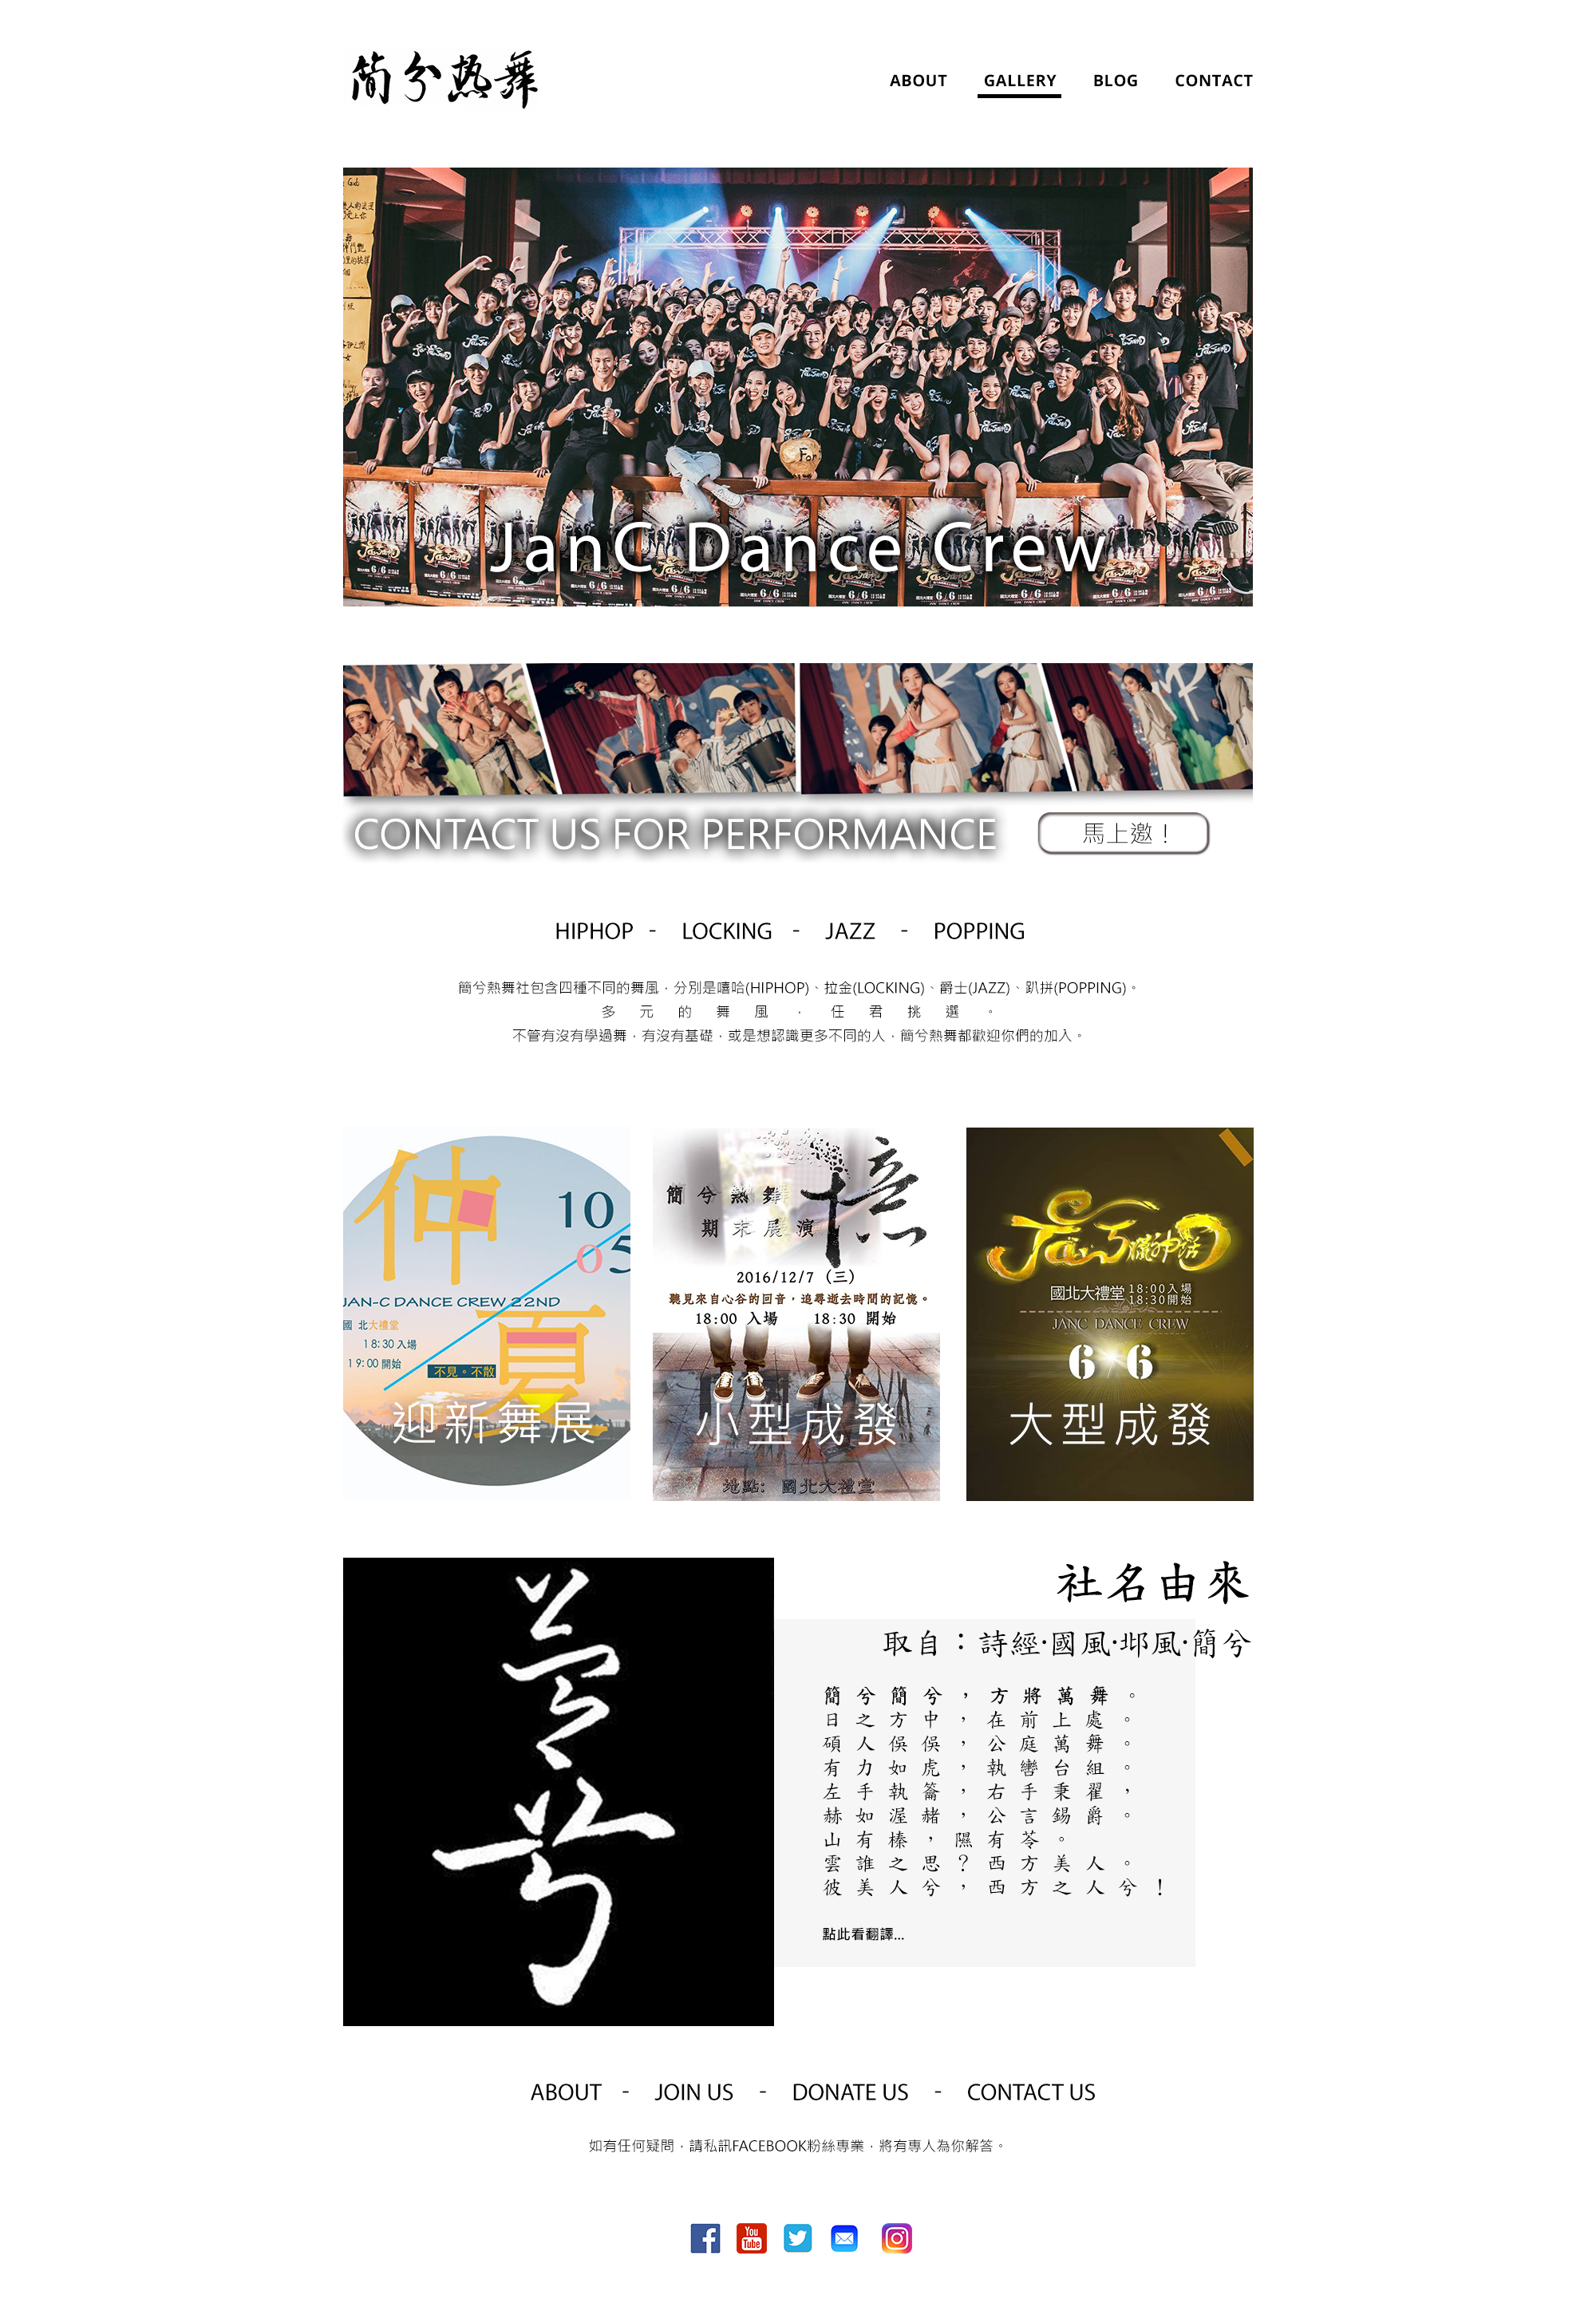 簡兮热舞
ABOUT GALLERY BLOG CONTACT
For
JanC Dance Crew
CONTACT US FOR PERFORMANCE
馬上邀！
HIPHOP - LOCKING - JAZZ - POPPING
簡兮熱舞社包含四種不同的舞風，分別是嘻哈(HIPHOP)、拉金(LOCKING)、爵士(JAZZ)、趴拼(POPPING)。
多元的舞風，任君挑選。
不管有沒有學過舞，有沒有基礎，或是想認識更多不同的人，簡兮熱舞都歡迎你們的加入。
仲夏
10
05
JAN-C DANCE CREW 22ND
國北大禮堂
18:30 入場
19:00 開始
不見。不散
迎新舞展
憶
簡兮熱舞
期末展演
2016/12/7 (三)
聽見來自心谷的回音，追尋逝去時間的記憶。
18:00 入場 18:30 開始
小型成發
地點: 國北大禮堂
國北大禮堂 18:00入場
18:30開始
JANC DANCE CREW
6 6
大型成發
社名由來
取自：詩經·國風·邶風·簡兮
簡兮簡兮，方將萬舞。
日之方中，在前上處。
碩人俁俁，公庭萬舞。
有力如虎，執轡台組。
左手執籥，右手秉翟，
赫如渥赭，公言錫爵。
山有榛，隰有苓。
雲誰之思？西方美人。
彼美人兮，西方之人兮！
點此看翻譯...
ABOUT - JOIN US - DONATE US - CONTACT US
如有任何疑問，請私訊FACEBOOK粉絲專業，將有專人為你解答。
You
Tube